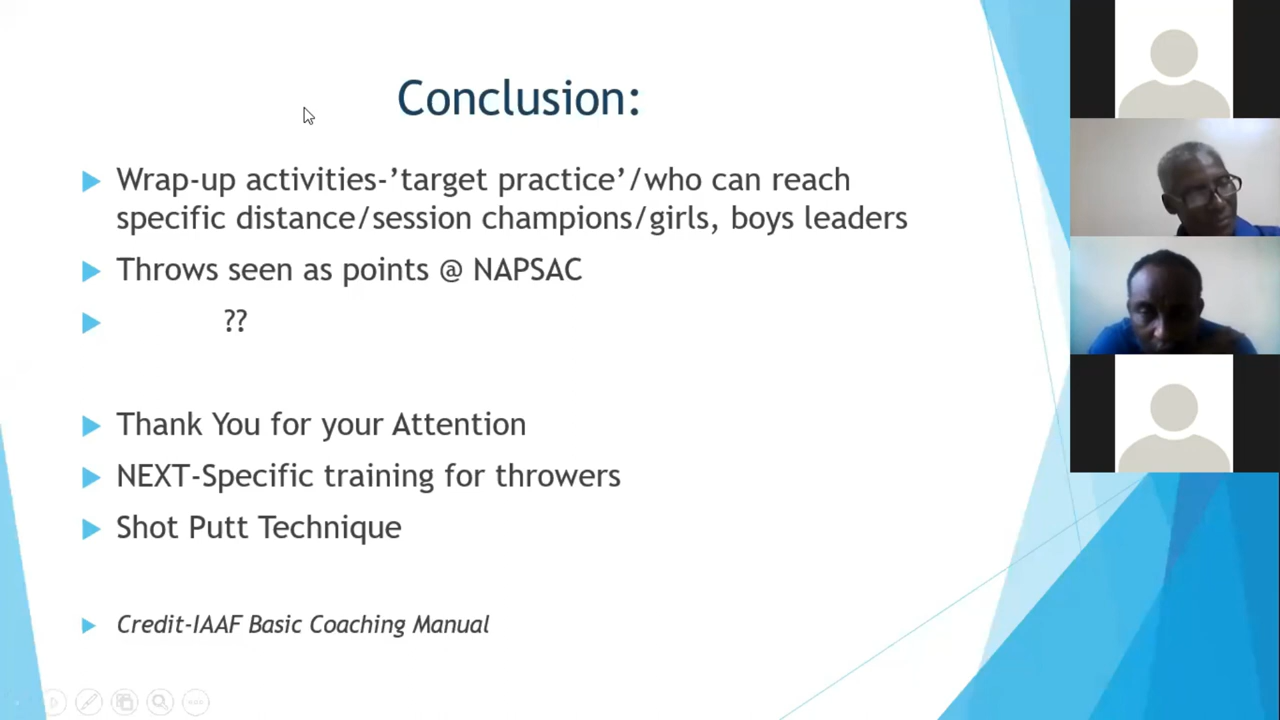 Conclusion:
Wrap-up activities-’target practice’/who can reach
specific distance/session champions/girls, boys leaders
Throws seen as points @ NAPSAC
??
Thank You for your Attention
NEXT-Specific training for throwers
Shot Putt Technique
Credit-IAAF Basic Coaching Manual